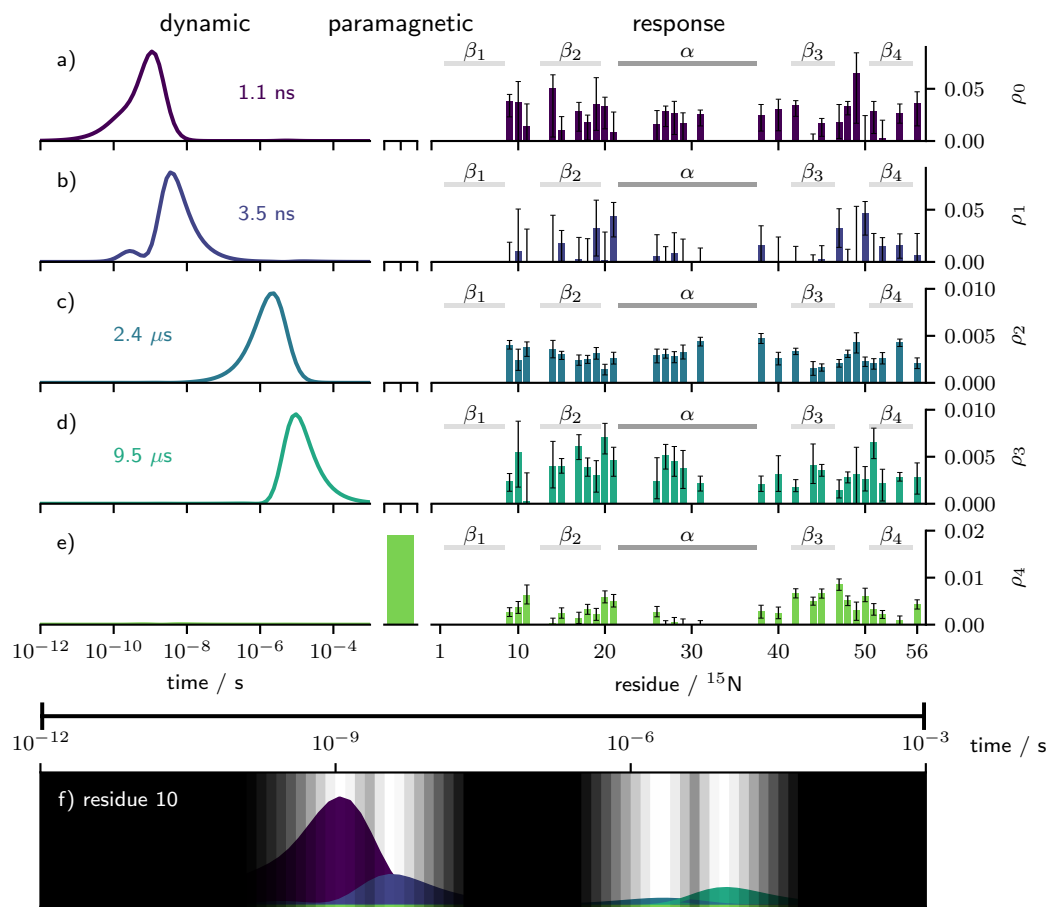 dynamic paramagnetic response
a) 1.1 ns β1 β2 α β3 β4 0.05 0.00 ρ0
b) 3.5 ns β1 β2 α β3 β4 0.05 0.00 ρ1
c) 2.4 μs β1 β2 α β3 β4 0.010 0.005 0.000 ρ2
d) 9.5 μs β1 β2 α β3 β4 0.010 0.005 0.000 ρ3
e) β1 β2 α β3 β4 0.02 0.01 0.00 ρ4
10−12 10−10 10−8 10−6 10−4 1 10 20 30 40 50 56
time / s residue / 15N
10−12 10−9 10−6 10−3 time / s
f) residue 10